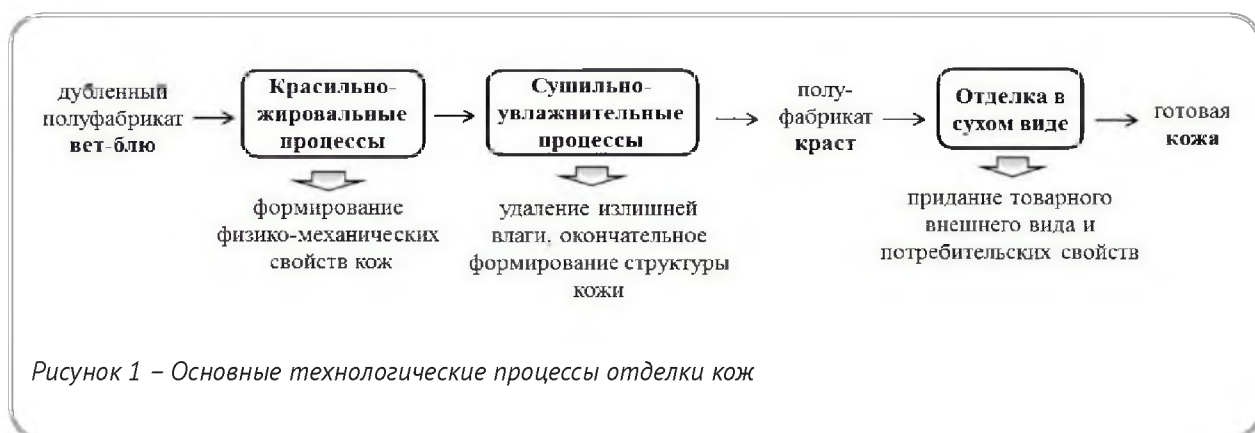 дубленный
полуфабрикат
вет-блю
Красильно-
жировальные
процессы
Сушильно-
увлажнительные
процессы
полу-
фабрикат
краст
Отделка в
сухом виде
готовая
кожа
формирование
физико-механических
свойств кож
удаление излишней
влаги, окончательное
формирование структуры
кожи
придание товарного
внешнего вида и
потребительских свойств
Рисунок 1 – Основные технологические процессы отделки кож